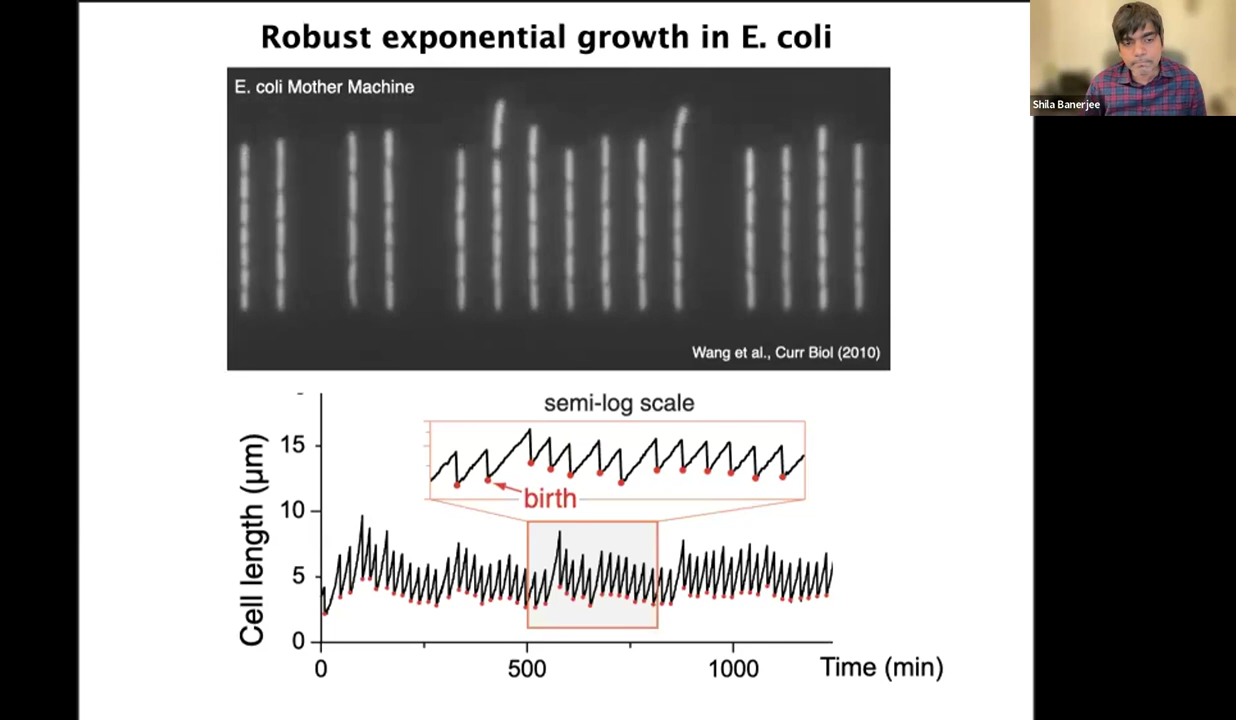 Robust exponential growth in E. coli
E. coli Mother Machine
Shila Banerjee
Wang et al., Curr Biol (2010)
semi-log scale
birth
Cell length (μm)
15
10
5
0
0
500
1000
Time (min)